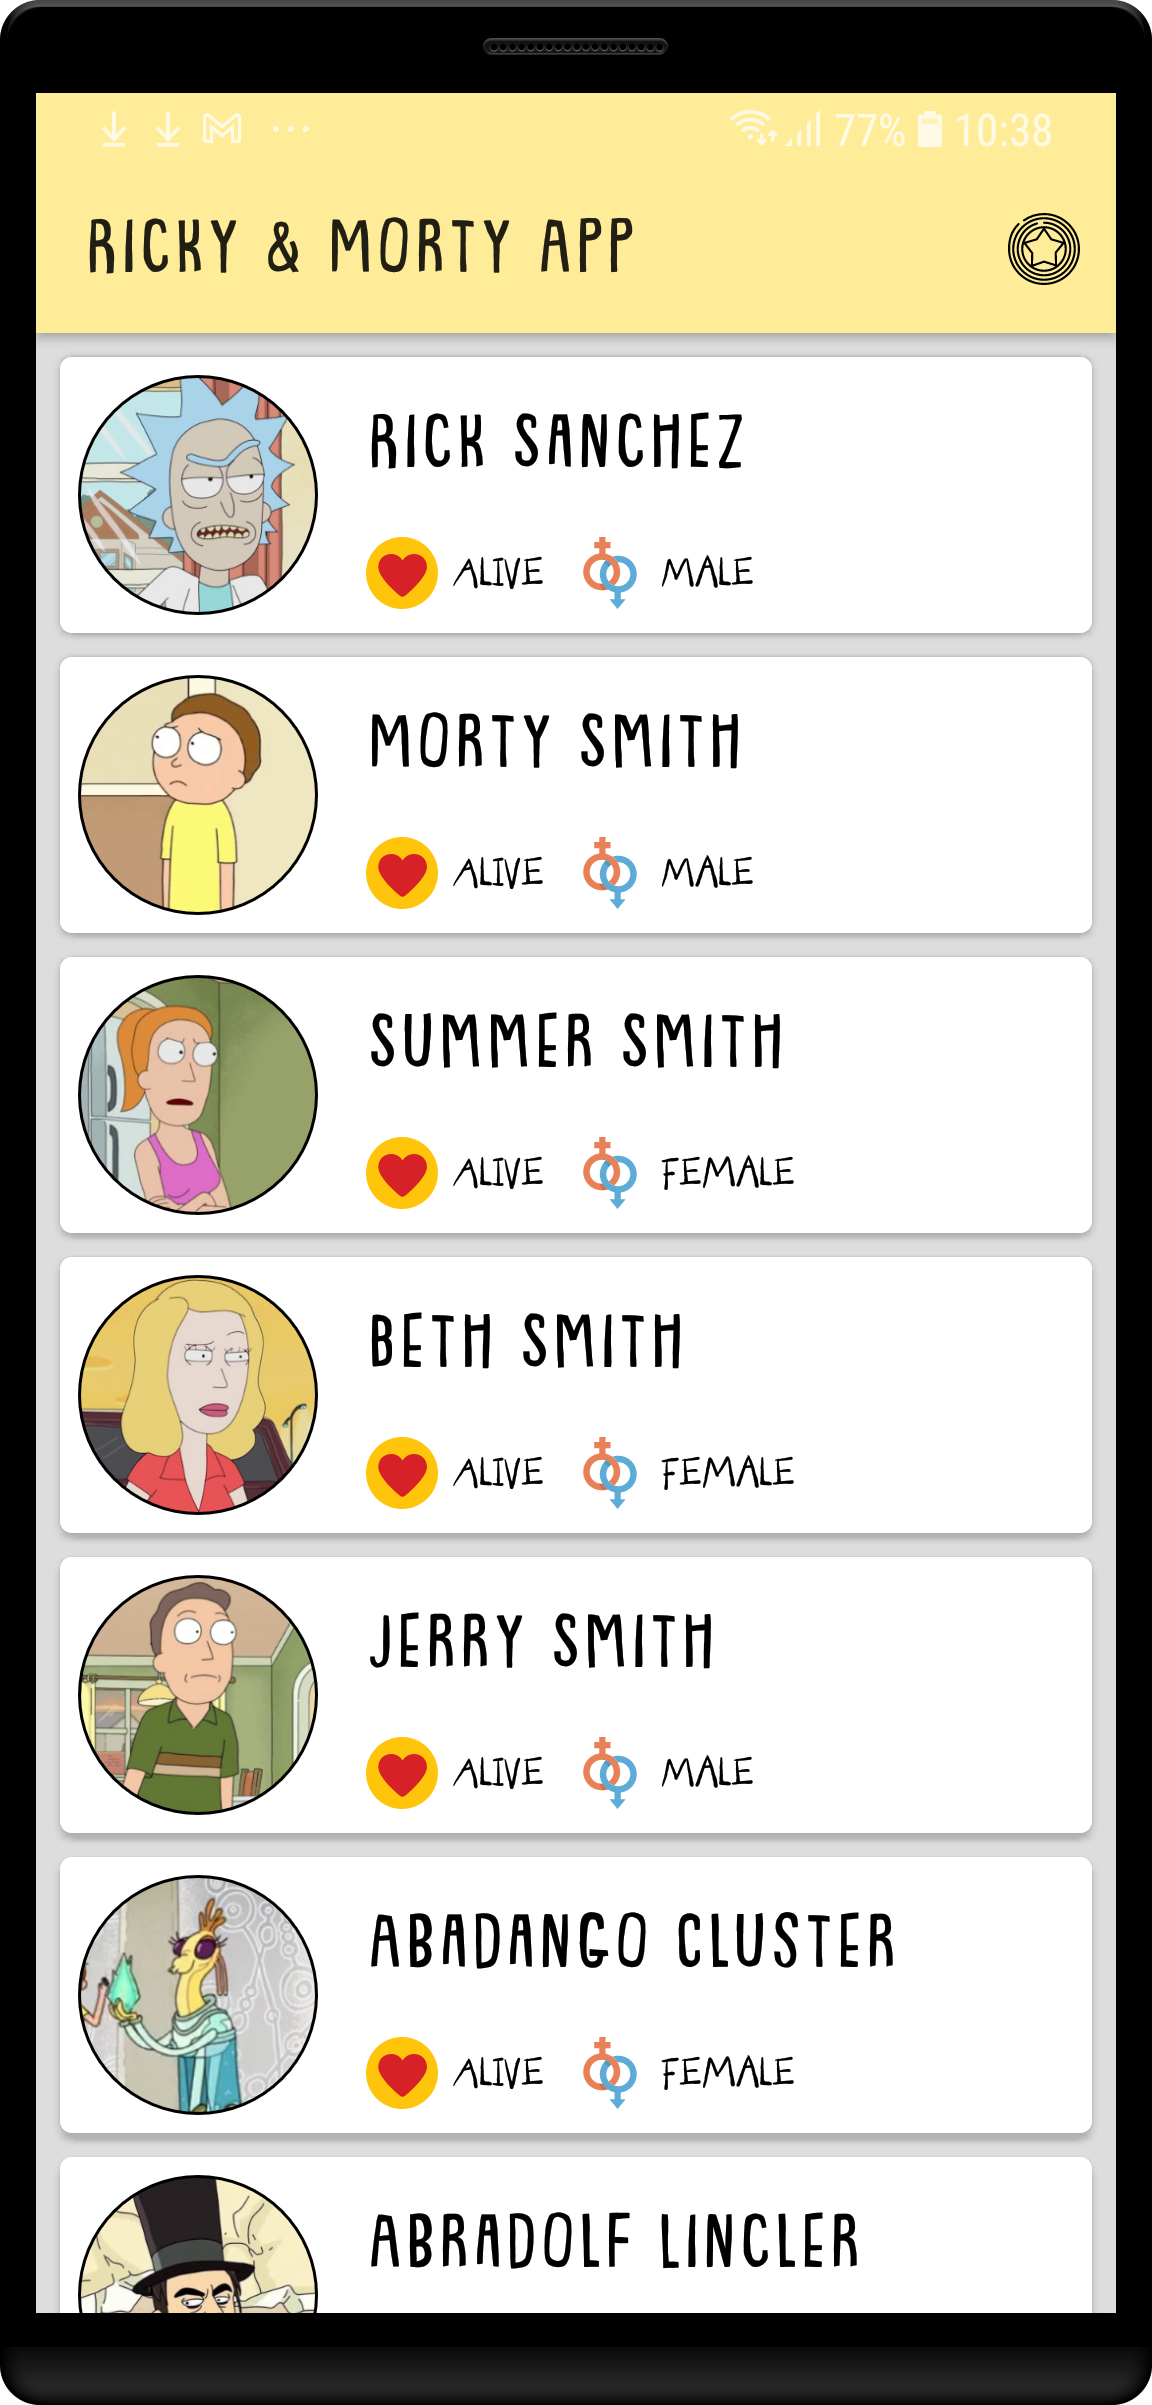 77% 10:38
RICKY & MORTY APP
RICK SANCHEZ
ALIVE MALE
MORTY SMITH
ALIVE MALE
SUMMER SMITH
ALIVE FEMALE
BETH SMITH
ALIVE FEMALE
JERRY SMITH
ALIVE MALE
ABADANGO CLUSTER
ALIVE FEMALE
ABRADOLF LINCLER